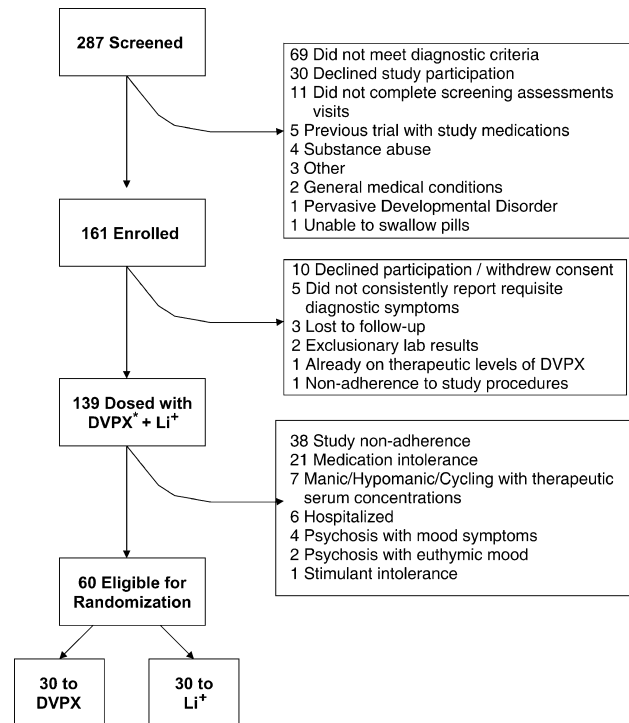 287 Screened
69 Did not meet diagnostic criteria
30 Declined study participation
11 Did not complete screening assessments
visits
5 Previous trial with study medications
4 Substance abuse
3 Other
2 General medical conditions
1 Pervasive Developmental Disorder
1 Unable to swallow pills
161 Enrolled
10 Declined participation / withdrew consent
5 Did not consistently report requisite
diagnostic symptoms
3 Lost to follow-up
2 Exclusionary lab results
1 Already on therapeutic levels of DVPX
1 Non-adherence to study procedures
139 Dosed with
DVPX* + Li+
38 Study non-adherence
21 Medication intolerance
7 Manic/Hypomanic/Cycling with therapeutic
serum concentrations
6 Hospitalized
4 Psychosis with mood symptoms
2 Psychosis with euthymic mood
1 Stimulant intolerance
60 Eligible for
Randomization
30 to
DVPX
30 to
Li+